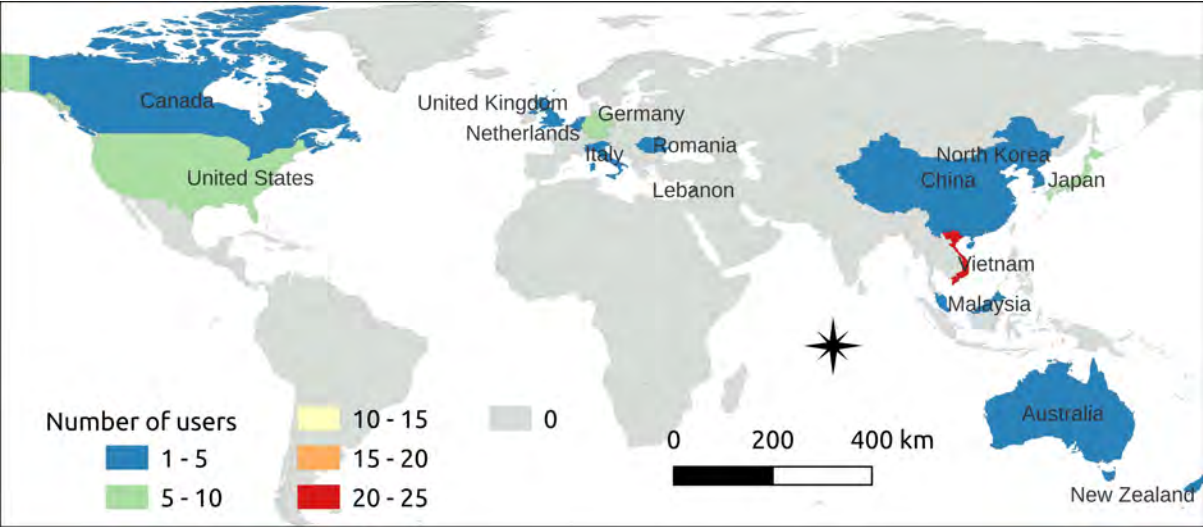 Canada
United Kingdom
Germany
Netherlands
Italy
Romania
North Korea
United States
China
Japan
Lebanon
Vietnam
Malaysia
Australia
New Zealand
Number of users
1 - 5
5 - 10
10 - 15
15 - 20
20 - 25
0
0 200 400 km